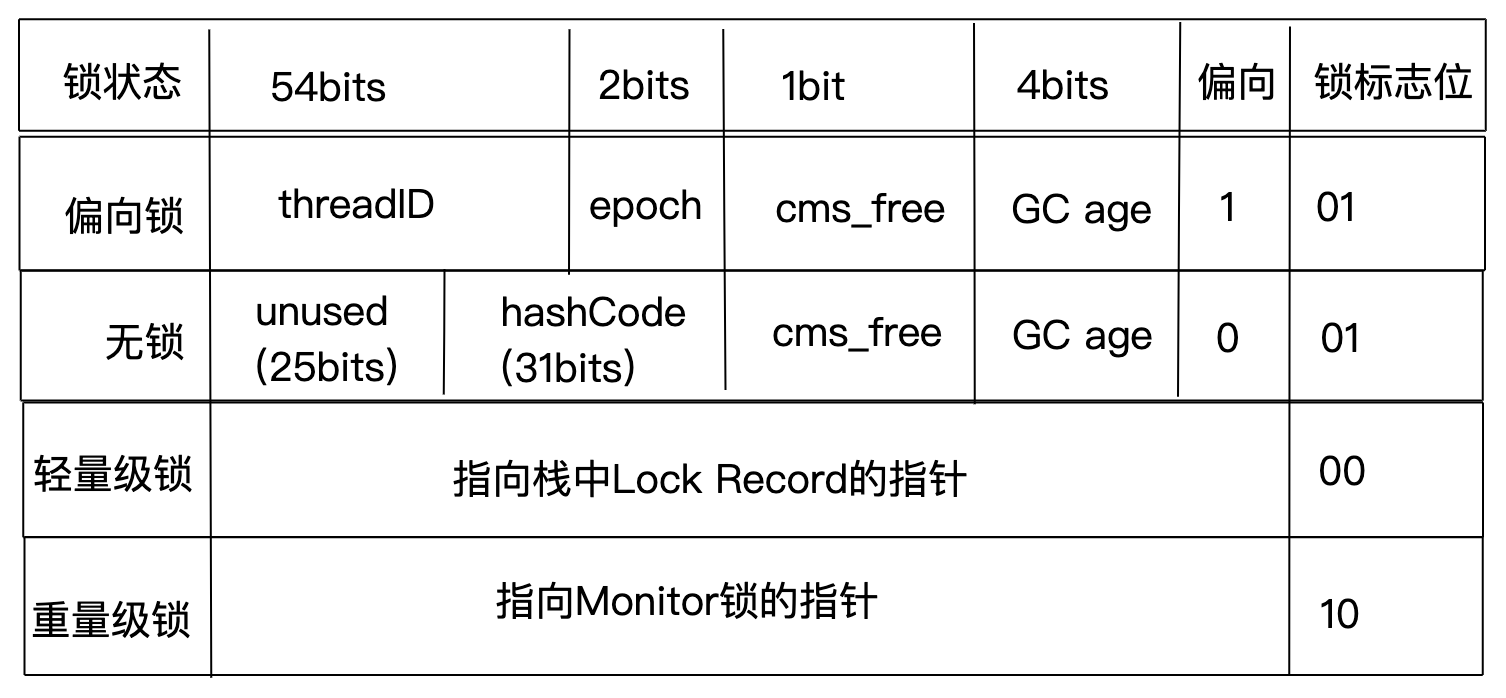 锁状态 54bits 2bits 1bit 4bits 偏向 锁标志位
偏向锁 threadID epoch cms_free GC age 1 01
无锁 unused hashCode cms_free GC age 0 01
(25bits) (31bits)
轻量级锁 指向栈中Lock Record的指针 00
重量级锁 指向Monitor锁的指针 10